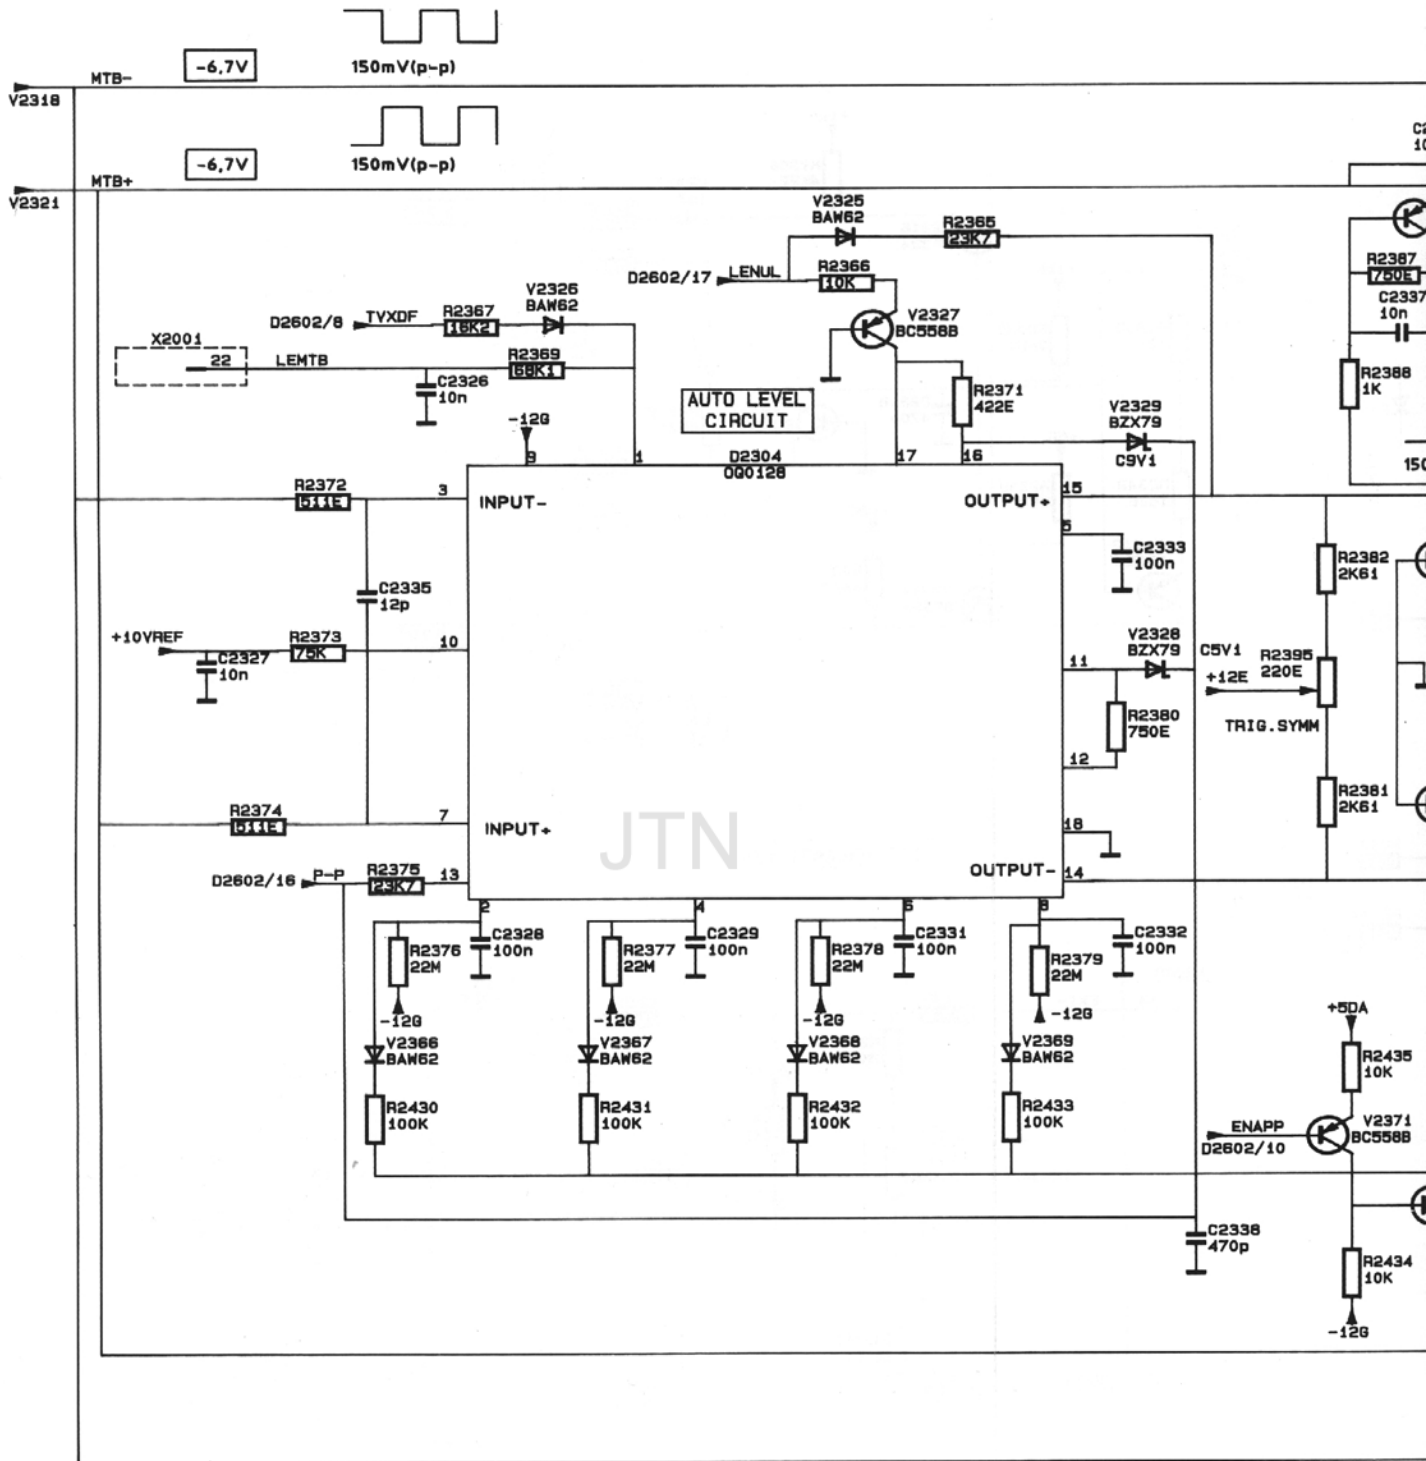 -6,7V
150mV(p-p)
MTB-
V2318
-6,7V
150mV(p-p)
MTB+
V2321
V2325
BAW62
R2365
23K7
D2602/17
LENUL
R2366
10K
V2326
BAW62
V2327
BC558B
R2387
750E
C2337
10n
D2602/8
TVXDF
R2367
16K2
X2001
22
LEMTB
R2369
68K1
C2326
10n
AUTO LEVEL
CIRCUIT
R2371
422E
R2388
1K
-12G
V2329
BZX79
C9V1
9
1
D2304
OQ0128
17
16
R2372
511E
3
INPUT-
OUTPUT+
15
5
C2333
100n
R2382
2K61
C2335
12p
+10VREF
R2373
75K
10
C2327
10n
11
V2328
BZX79
C5V1
R2395
220E
+12E
TRIG.SYMM
R2380
750E
12
R2381
2K61
R2374
511E
7
INPUT+
JTN
18
D2602/16
P-P
R2375
23K7
13
OUTPUT-
14
2
4
6
8
R2376
22M
C2328
100n
R2377
22M
C2329
100n
R2378
22M
C2331
100n
R2379
22M
C2332
100n
-12G
-12G
-12G
-12G
+5DA
V2366
BAW62
V2367
BAW62
V2368
BAW62
V2369
BAW62
R2435
10K
R2430
100K
R2431
100K
R2432
100K
R2433
100K
ENAPP
D2602/10
V2371
BC558B
C2338
470p
R2434
10K
-12G